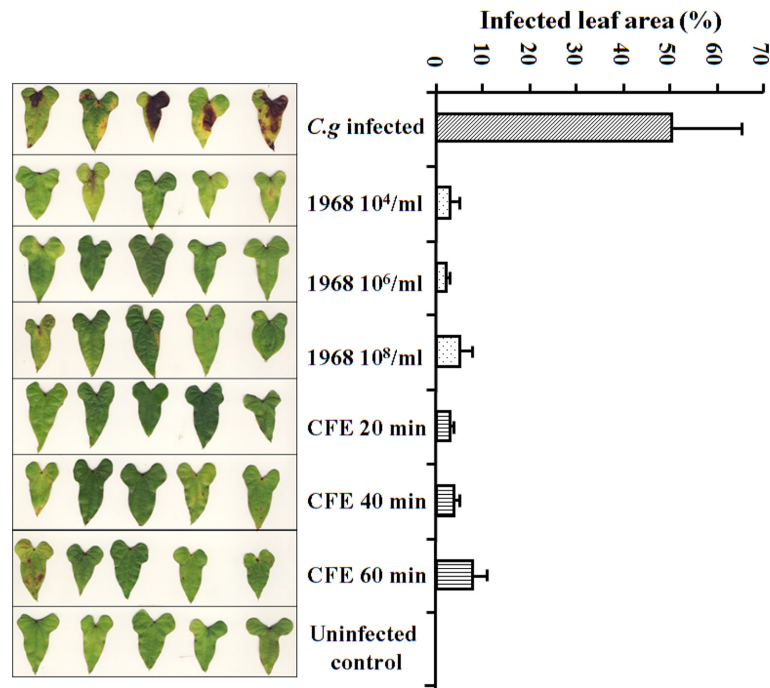 Infected leaf area (%)
0 10 20 30 40 50 60 70
C.g infected
1968 10⁴/ml
1968 10⁶/ml
1968 10⁸/ml
CFE 20 min
CFE 40 min
CFE 60 min
Uninfected
control